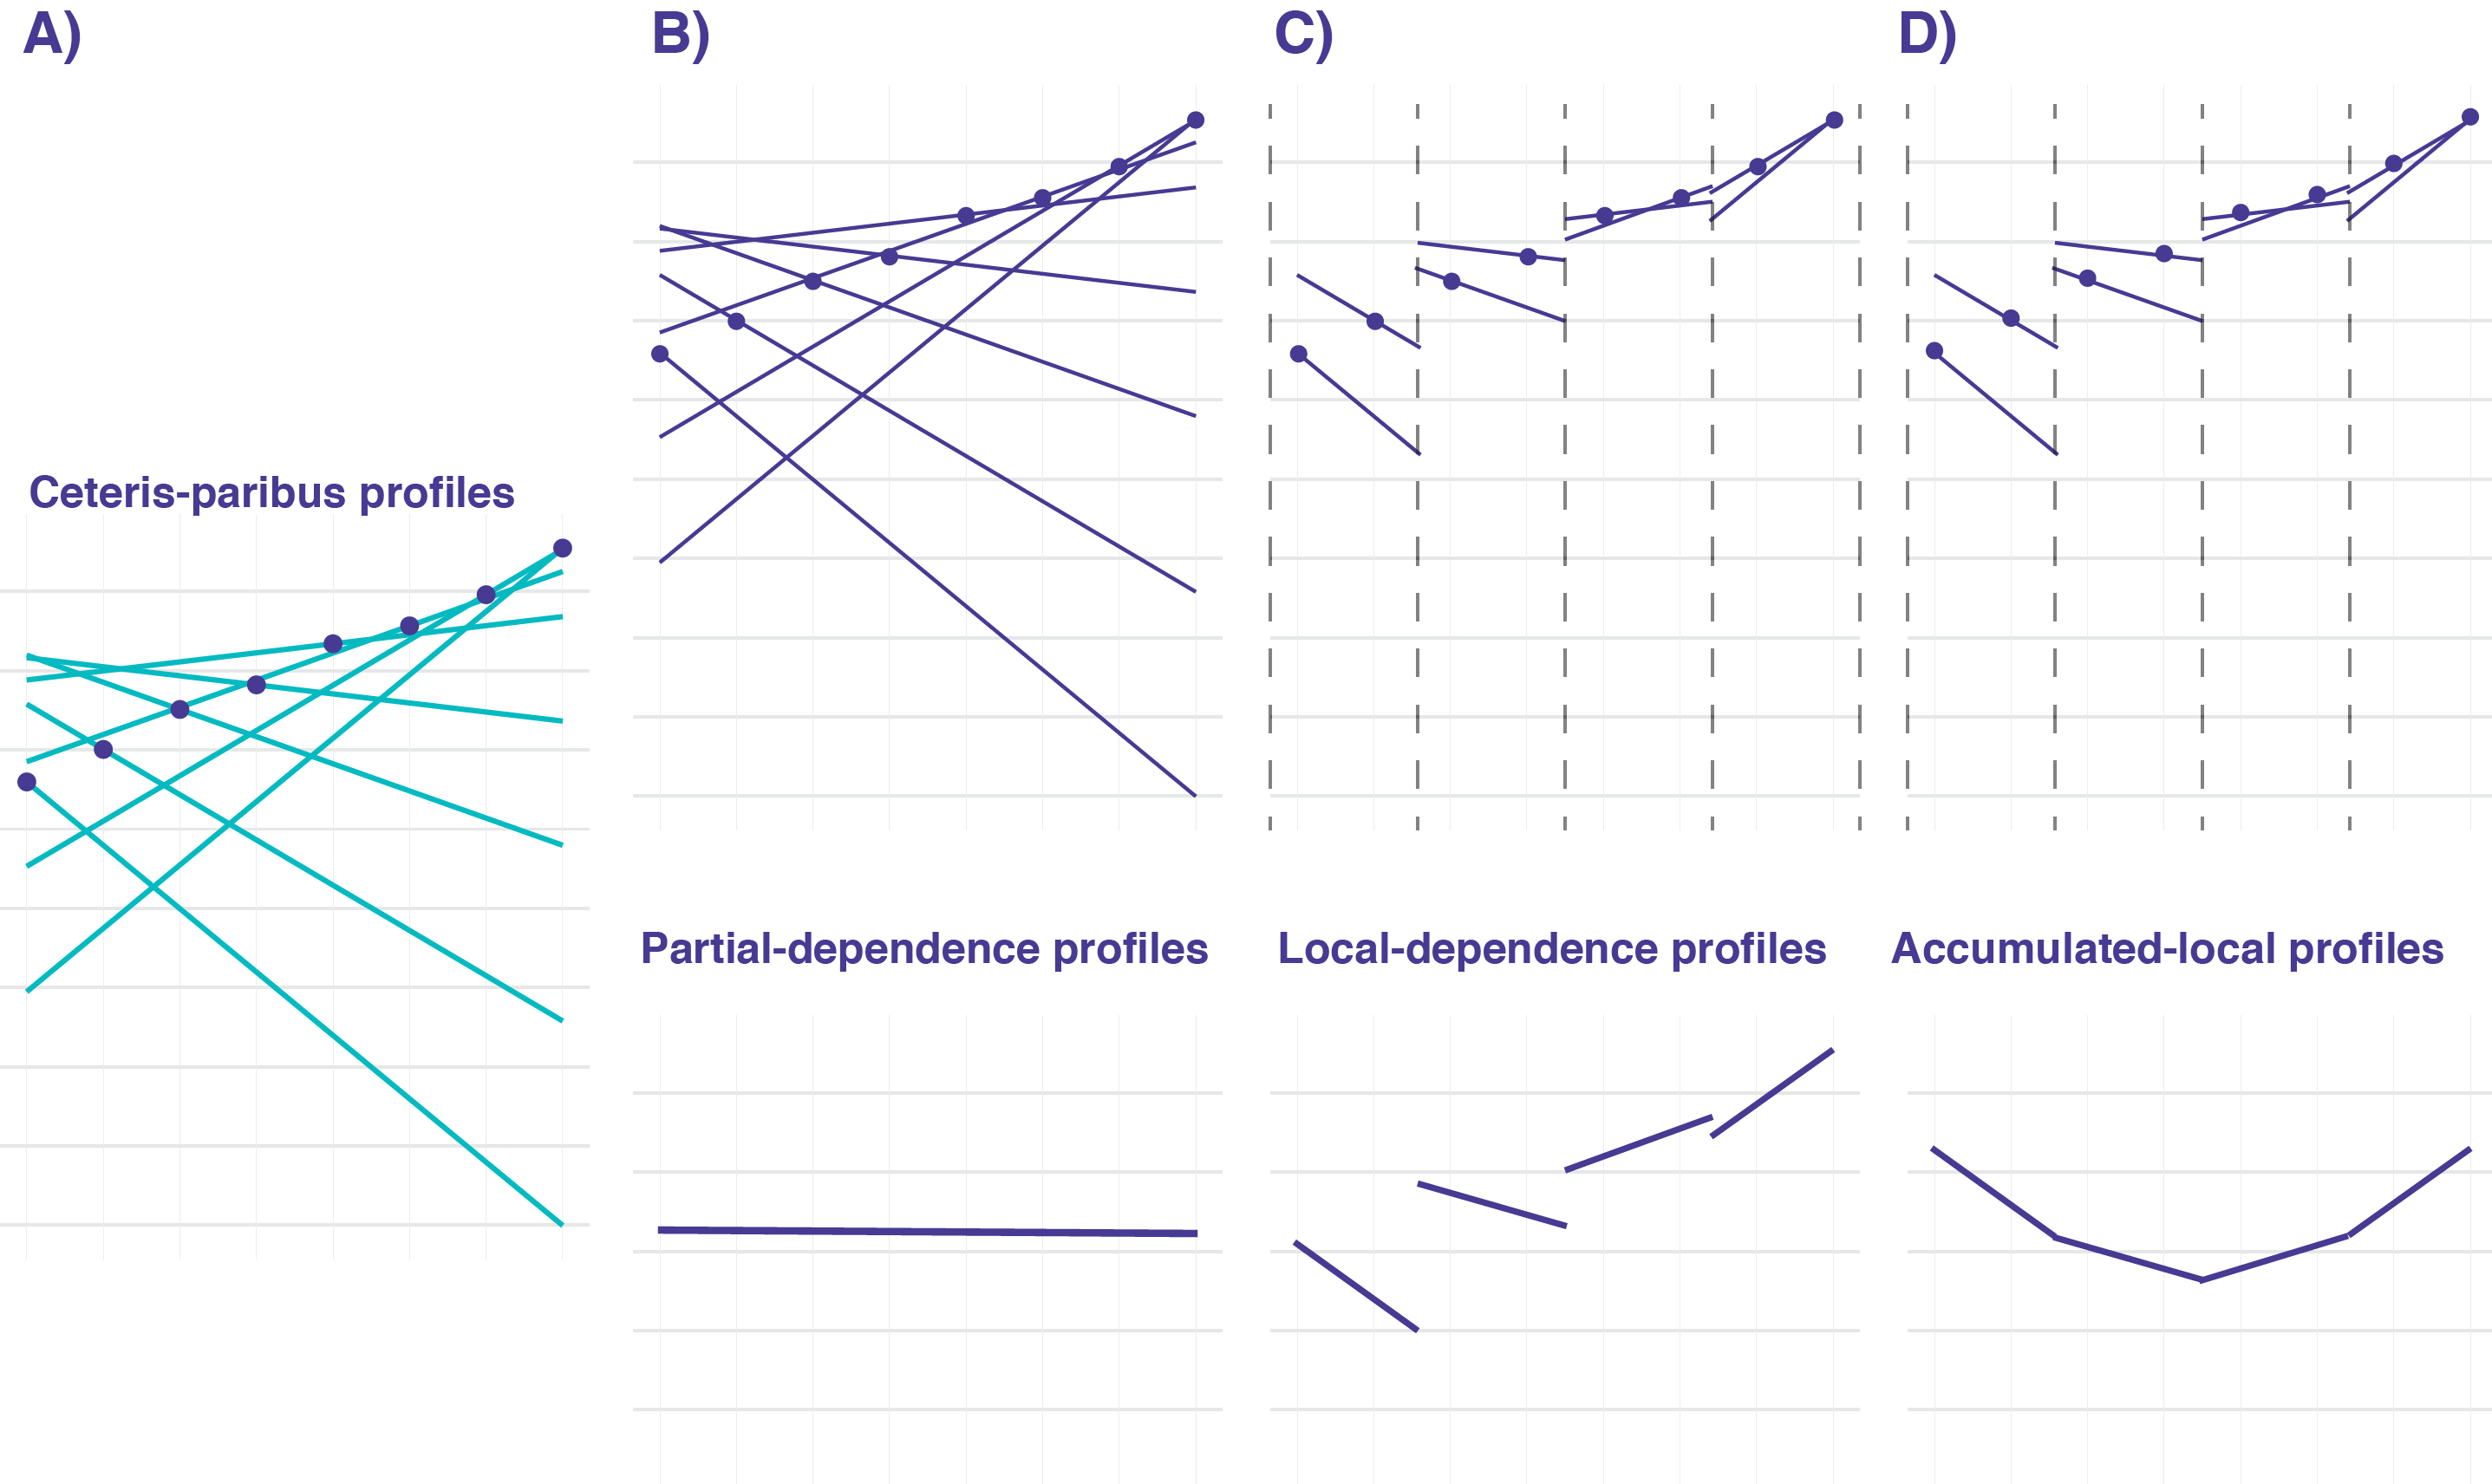 A)
B)
C)
D)
Ceteris-paribus profiles
Partial-dependence profiles
Local-dependence profiles
Accumulated-local profiles